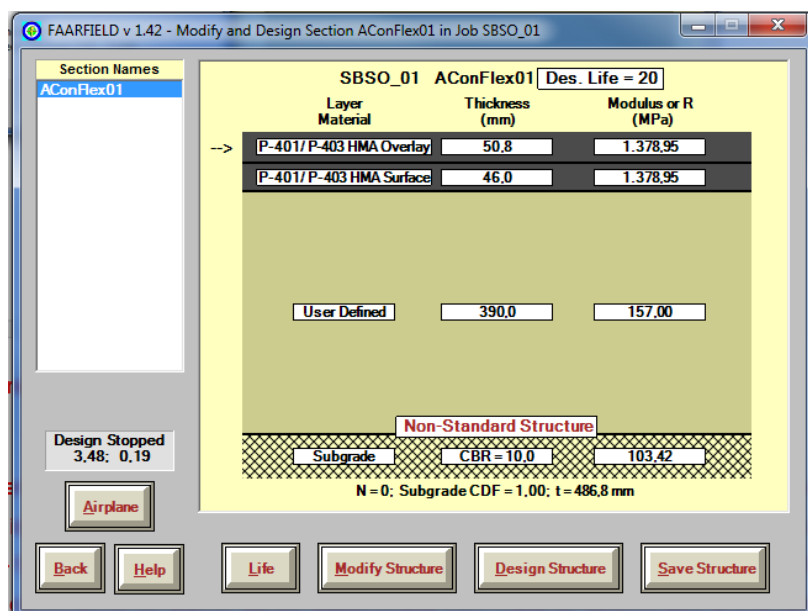 FAARFIELD v 1.42 - Modify and Design Section AConFlex01 in Job SBSO_01
Section Names
AConFlex01
SBSO_01 AConFlex01 Des. Life = 20
Layer Material Thickness (mm) Modulus or R (MPa)
--> P-401/ P-403 HMA Overlay 50,8 1.378,95
P-401/ P-403 HMA Surface 46,0 1.378,95
User Defined 390,0 157,00
Non-Standard Structure
Subgrade CBR = 10,0 103,42
N = 0; Subgrade CDF = 1,00; t = 486,8 mm
Design Stopped
3,48; 0,19
Airplane
Back Help Life Modify Structure Design Structure Save Structure